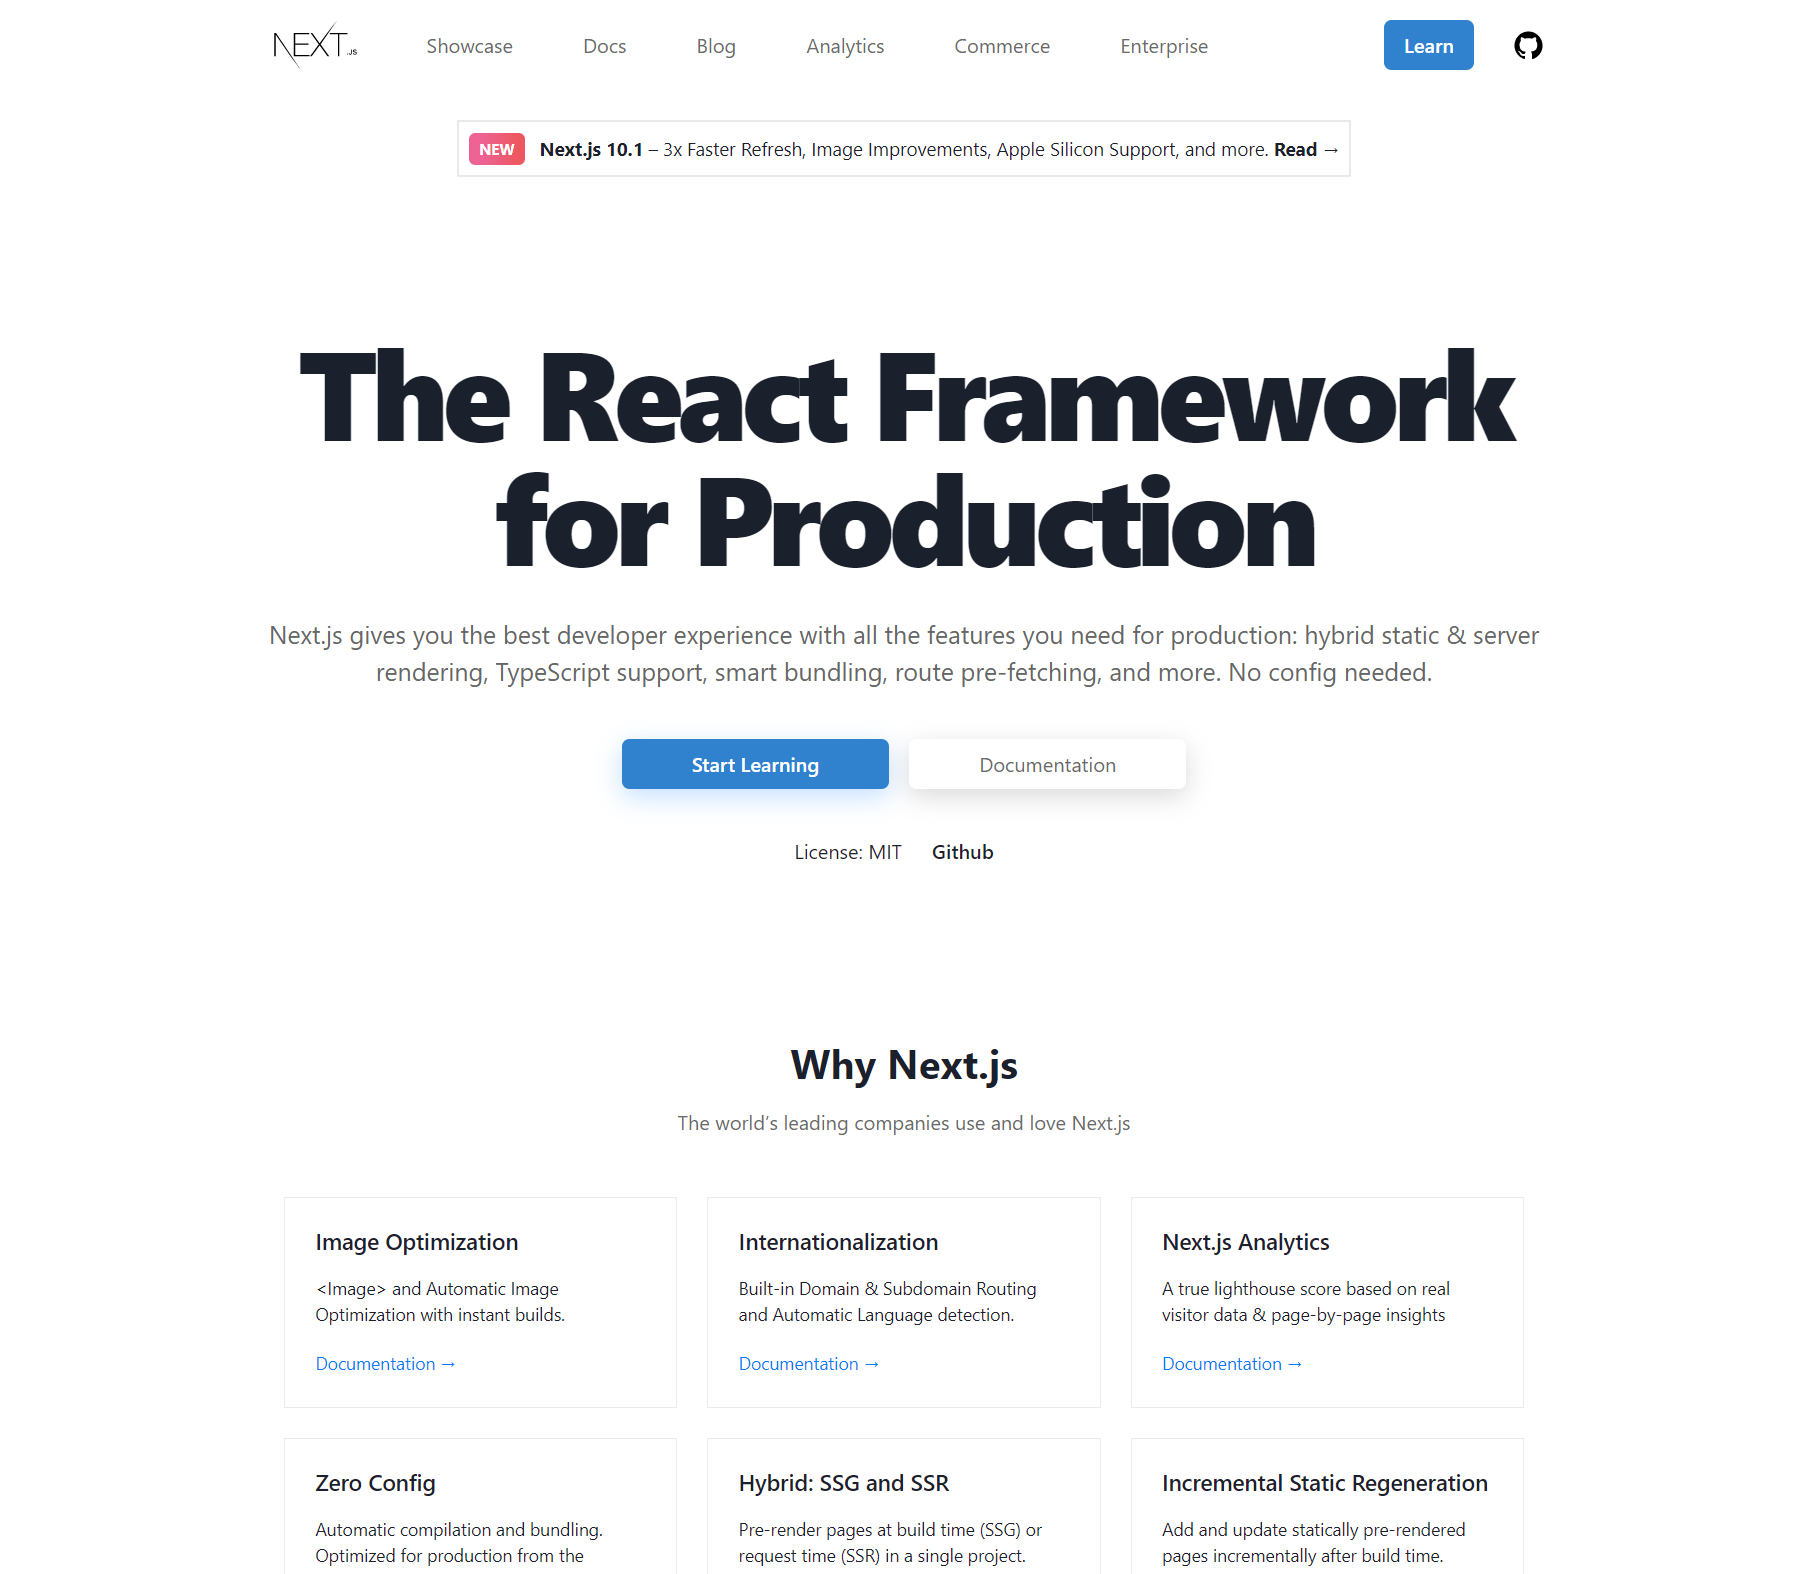 NEXT.JS
Showcase
Docs
Blog
Analytics
Commerce
Enterprise
Learn
NEW Next.js 10.1 – 3x Faster Refresh, Image Improvements, Apple Silicon Support, and more. Read →
The React Framework
for Production
Next.js gives you the best developer experience with all the features you need for production: hybrid static & server
rendering, TypeScript support, smart bundling, route pre-fetching, and more. No config needed.
Start Learning
Documentation
License: MIT
Github
Why Next.js
The world’s leading companies use and love Next.js
Image Optimization
<Image> and Automatic Image
Optimization with instant builds.
Documentation →
Internationalization
Built-in Domain & Subdomain Routing
and Automatic Language detection.
Documentation →
Next.js Analytics
A true lighthouse score based on real
visitor data & page-by-page insights
Documentation →
Zero Config
Automatic compilation and bundling.
Optimized for production from the
Hybrid: SSG and SSR
Pre-render pages at build time (SSG) or
request time (SSR) in a single project.
Incremental Static Regeneration
Add and update statically pre-rendered
pages incrementally after build time.